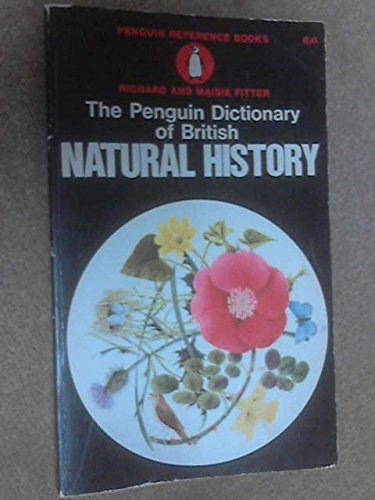 PENGUIN REFERENCE BOOKS
RICHARD AND MAISIE FITTER
The Penguin Dictionary
of British
NATURAL HISTORY